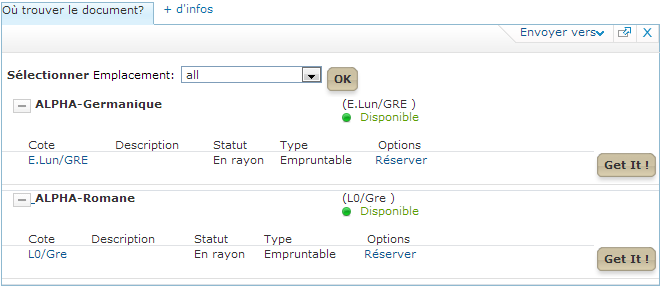 Où trouver le document? + d'infos
Envoyer vers
Sélectionner Emplacement: all OK
ALPHA-Germanique (E.Lun/GRE )
Disponible
Cote Description Statut Type Options
E.Lun/GRE En rayon Empruntable Réserver Get It !
_ALPHA-Romane (L0/Gre )
Disponible
Cote Description Statut Type Options
L0/Gre En rayon Empruntable Réserver Get It !